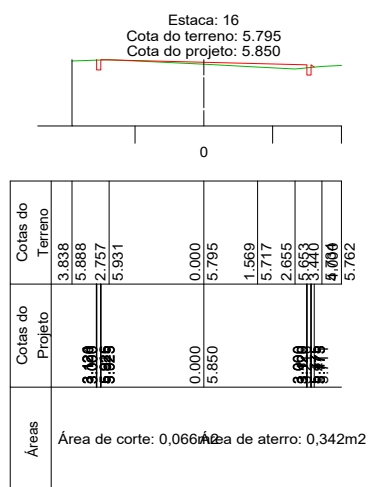 Estaca: 16
Cota do terreno: 5.795
Cota do projeto: 5.850
0
Cotas do
Terreno
3.838
5.888
2.757
5.931
0.000
5.795
1.569
5.717
2.655
5.653
3.440
4.000
5.762
Cotas do
Projeto
0.000
5.850
Áreas
Área de corte: 0,066m2
Área de aterro: 0,342m2